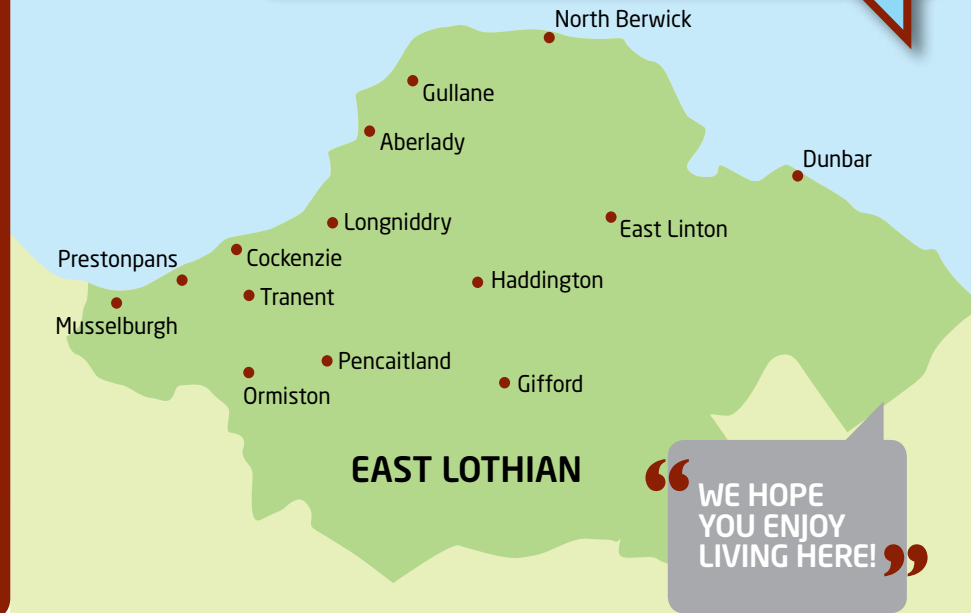 North Berwick
Gullane
Aberlady
Dunbar
Longniddry
East Linton
Prestonpans
Cockenzie
Haddington
Tranent
Musselburgh
Pencaitland
Gifford
Ormiston
EAST LOTHIAN
“WE HOPE
YOU ENJOY
LIVING HERE!”